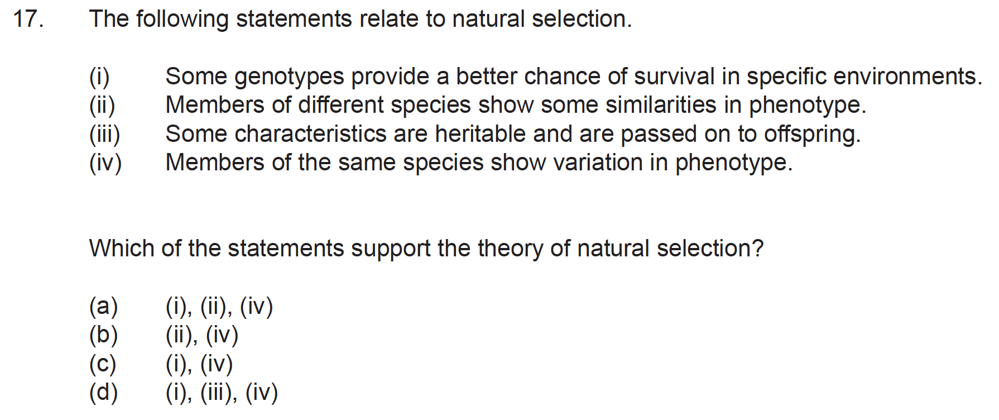 17. The following statements relate to natural selection.
(i) Some genotypes provide a better chance of survival in specific environments.
(ii) Members of different species show some similarities in phenotype.
(iii) Some characteristics are heritable and are passed on to offspring.
(iv) Members of the same species show variation in phenotype.
Which of the statements support the theory of natural selection?
(a) (i), (ii), (iv)
(b) (ii), (iv)
(c) (i), (iv)
(d) (i), (iii), (iv)